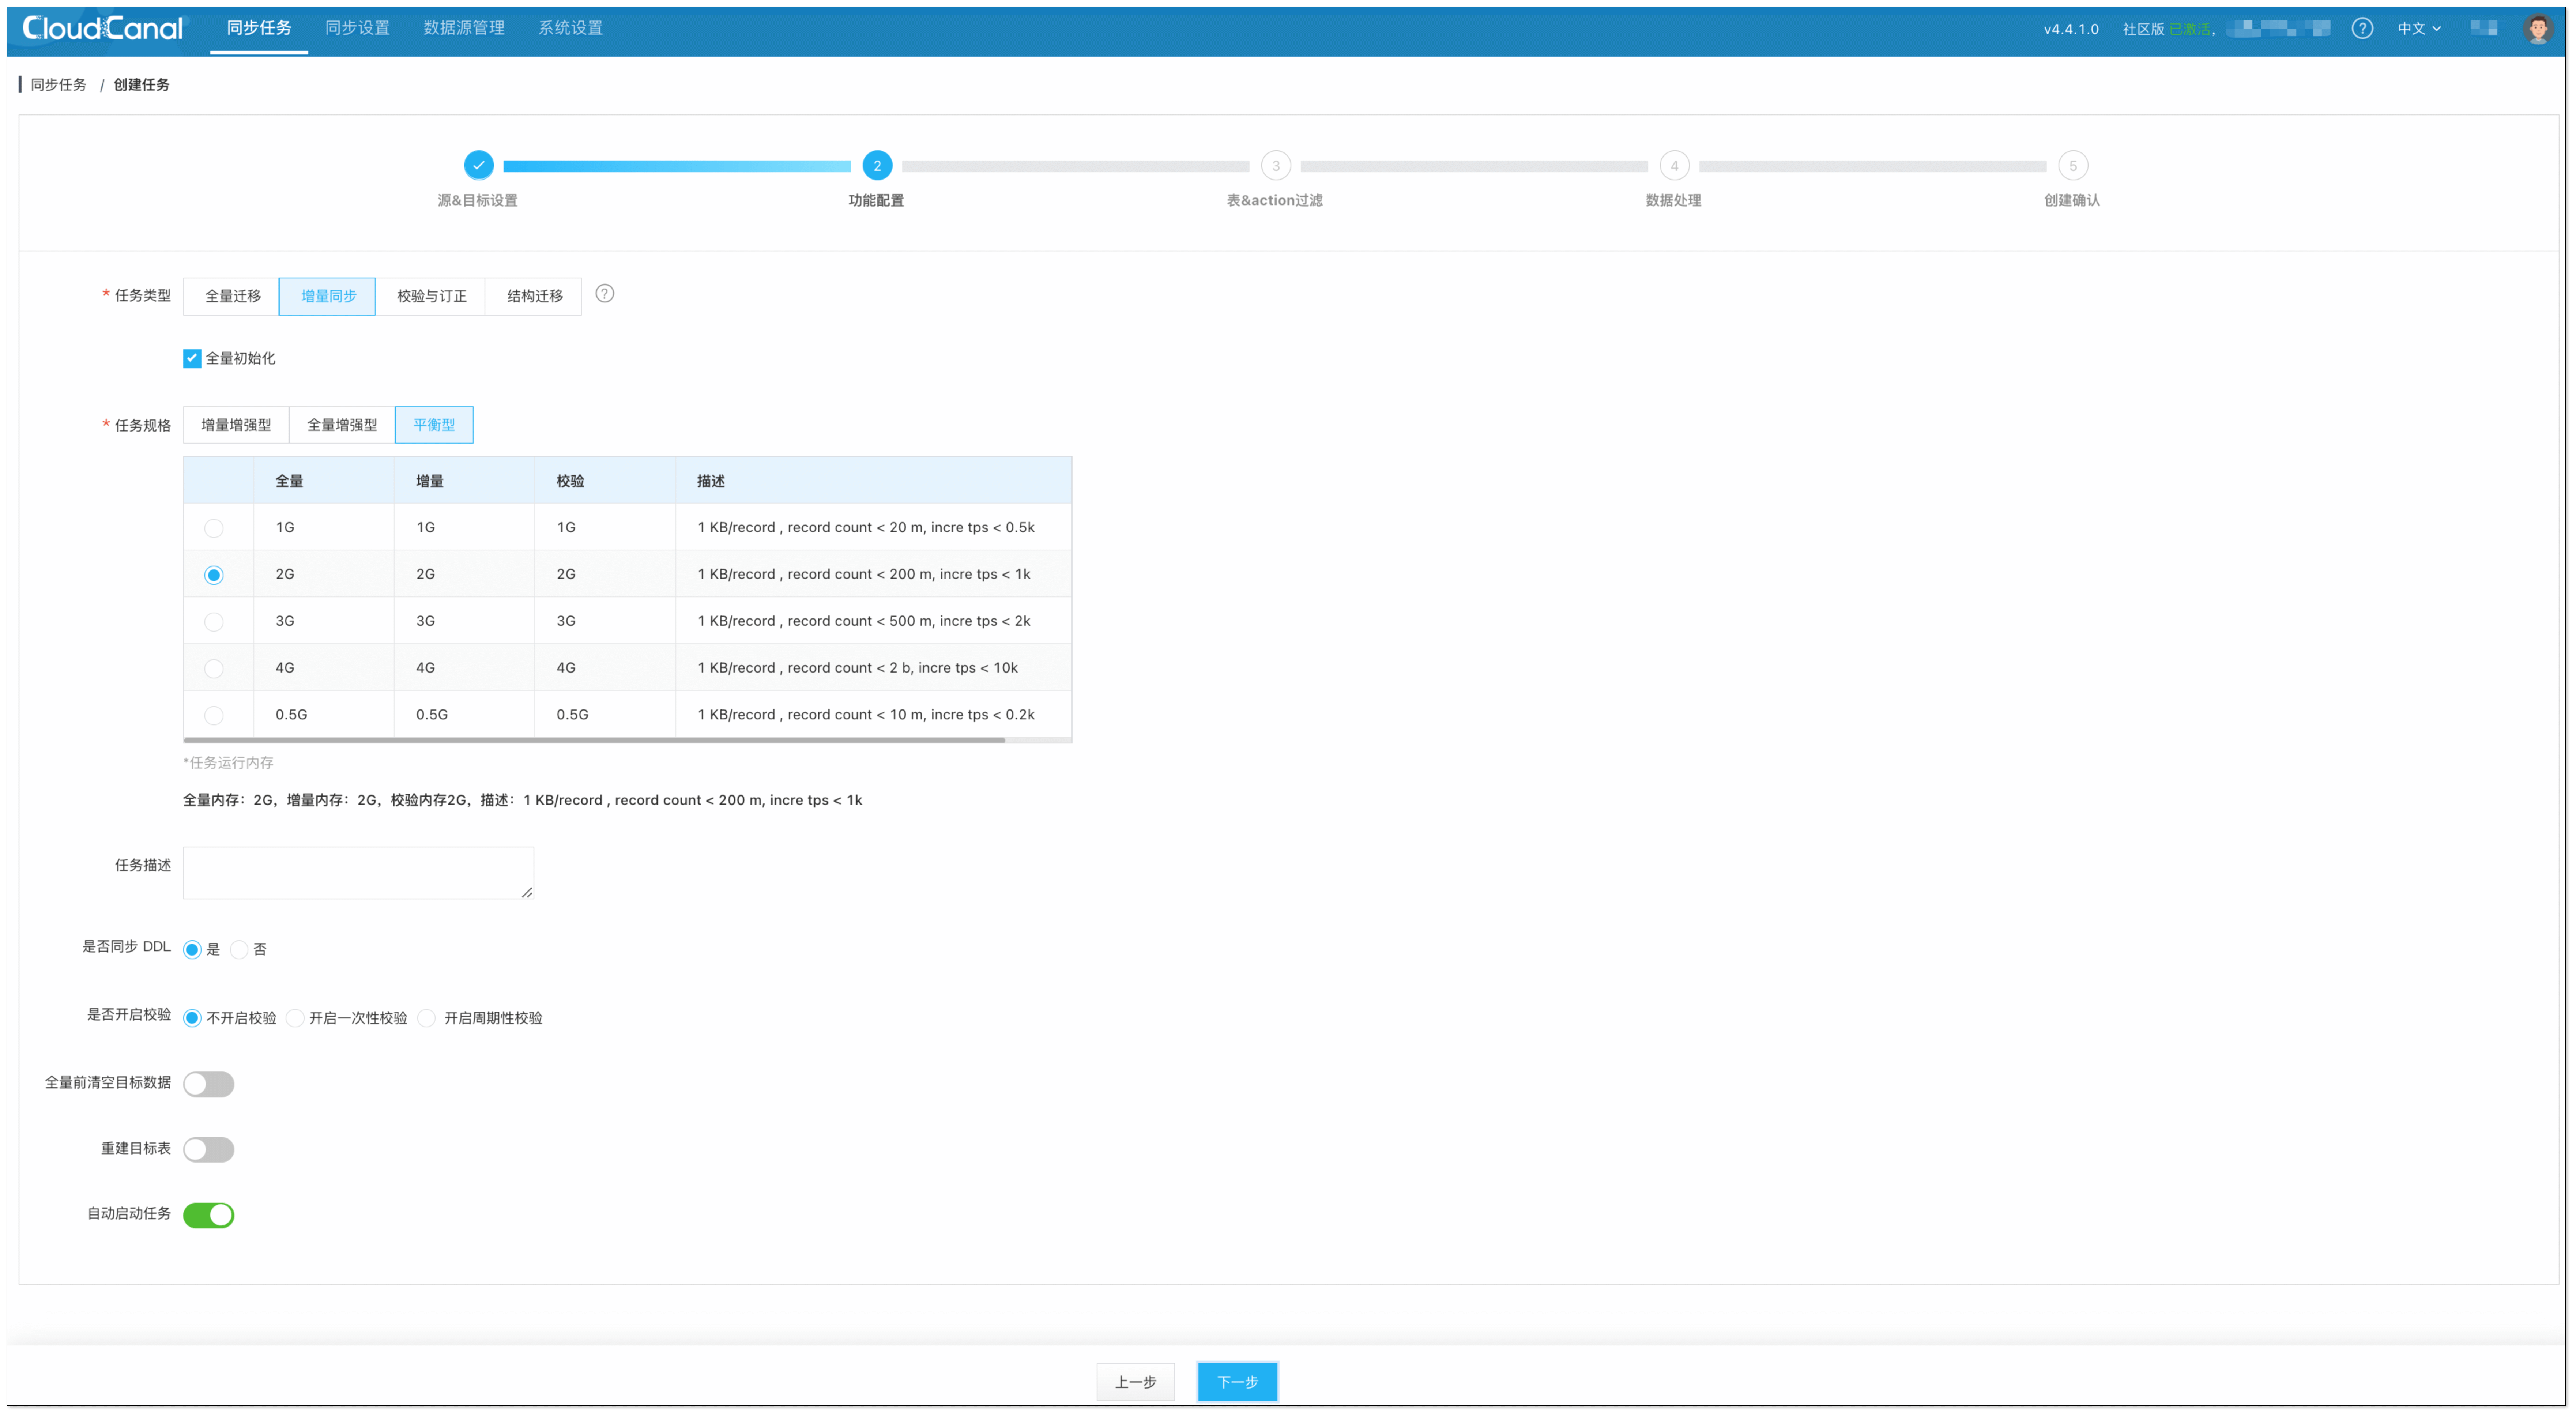 CloudCanal 同步任务 同步设置 数据源管理 系统设置 v4.4.1.0 社区版 已激活, ? 中文
同步任务 / 创建任务
2 3 4 5
源&目标设置 功能配置 表&action过滤 数据处理 创建确认
* 任务类型 全量迁移 增量同步 校验与订正 结构迁移 ?
全量初始化
* 任务规格 增量增强型 全量增强型 平衡型
全量 增量 校验 描述
1G 1G 1G 1 KB/record , record count < 20 m, incre tps < 0.5k
2G 2G 2G 1 KB/record , record count < 200 m, incre tps < 1k
3G 3G 3G 1 KB/record , record count < 500 m, incre tps < 2k
4G 4G 4G 1 KB/record , record count < 2 b, incre tps < 10k
0.5G 0.5G 0.5G 1 KB/record , record count < 10 m, incre tps < 0.2k
*任务运行内存
全量内存：2G，增量内存：2G，校验内存2G，描述：1 KB/record , record count < 200 m, incre tps < 1k
任务描述
是否同步 DDL 是 否
是否开启校验 不开启校验 开启一次性校验 开启周期性校验
全量前清空目标数据
重建目标表
自动启动任务
上一步 下一步